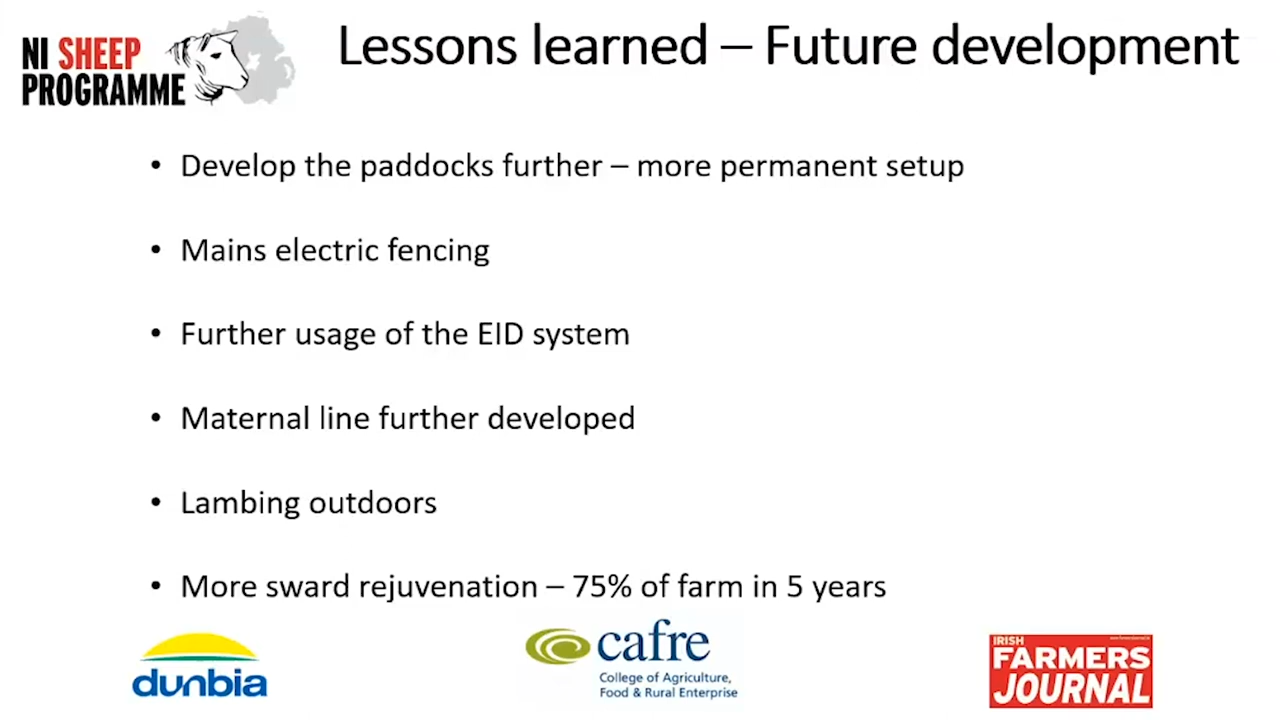 NI SHEEP
PROGRAMME
Lessons learned – Future development
• Develop the paddocks further – more permanent setup
• Mains electric fencing
• Further usage of the EID system
• Maternal line further developed
• Lambing outdoors
• More sward rejuvenation – 75% of farm in 5 years
dunbia
cafre
College of Agriculture,
Food & Rural Enterprise
IRISH
FARMERS
JOURNAL